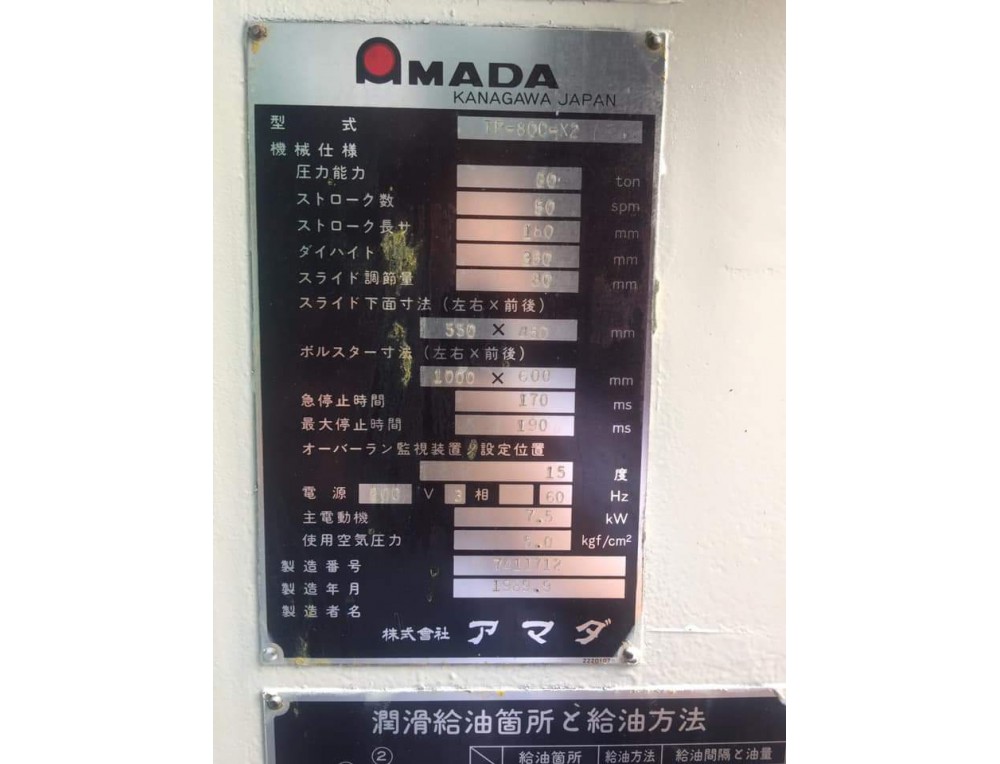 AMADA
KANAGAWA JAPAN
型 式 TP-80C-X2
機械仕様
圧力能力 80 ton
ストローク数 50 spm
ストローク長サ mm
ダイハイト mm
スライド調節量 80 mm
スライド下面寸法(左右×前後)
550 × mm
ボルスター寸法(左右×前後)
1000 × 600 mm
急停止時間 170 ms
最大停止時間 190 ms
オーバーラン監視装置 設定位置
15 度
電源 V 3 相 60 Hz
主電動機 7.5 kW
使用空気圧力 5.0 kgf/cm²
製造番号
製造年月 1989.9
製造者名
株式會社 アマダ
潤滑給油箇所と給油方法
② 給油箇所 給油方法 給油間隔と油量